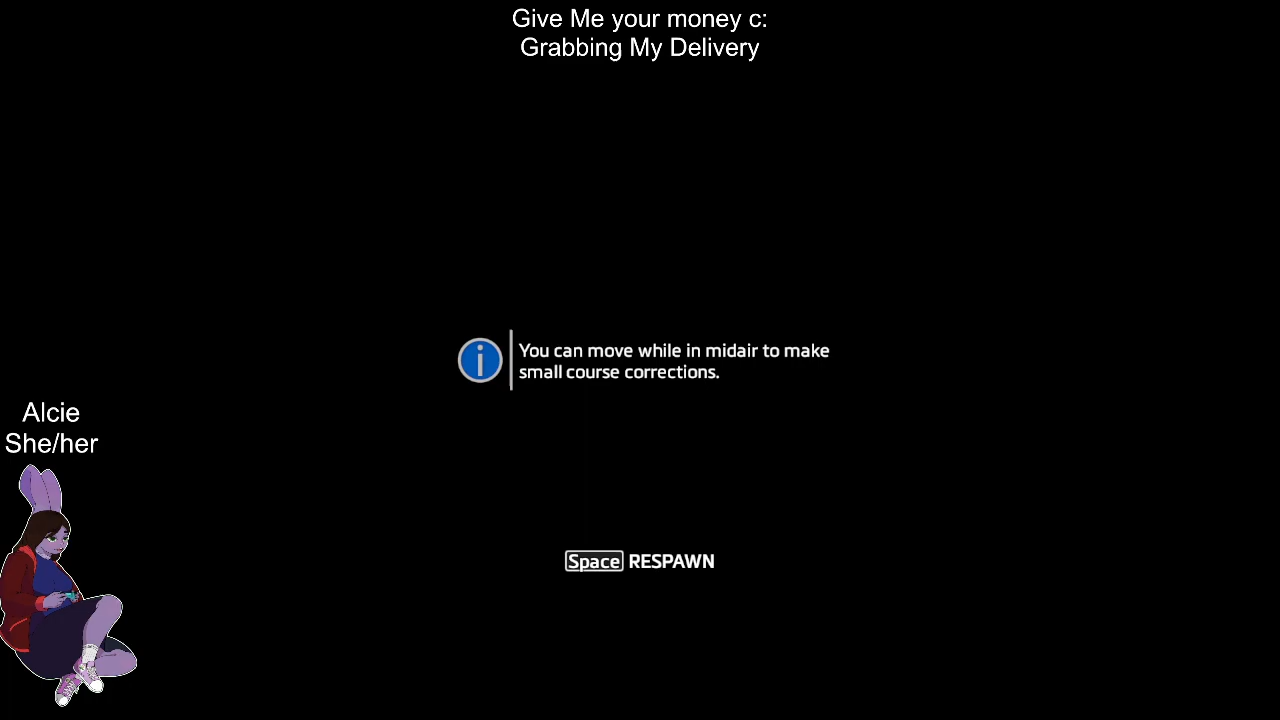 Give Me your money c:
Grabbing My Delivery
You can move while in midair to make
small course corrections.
Alcie
She/her
Space RESPAWN